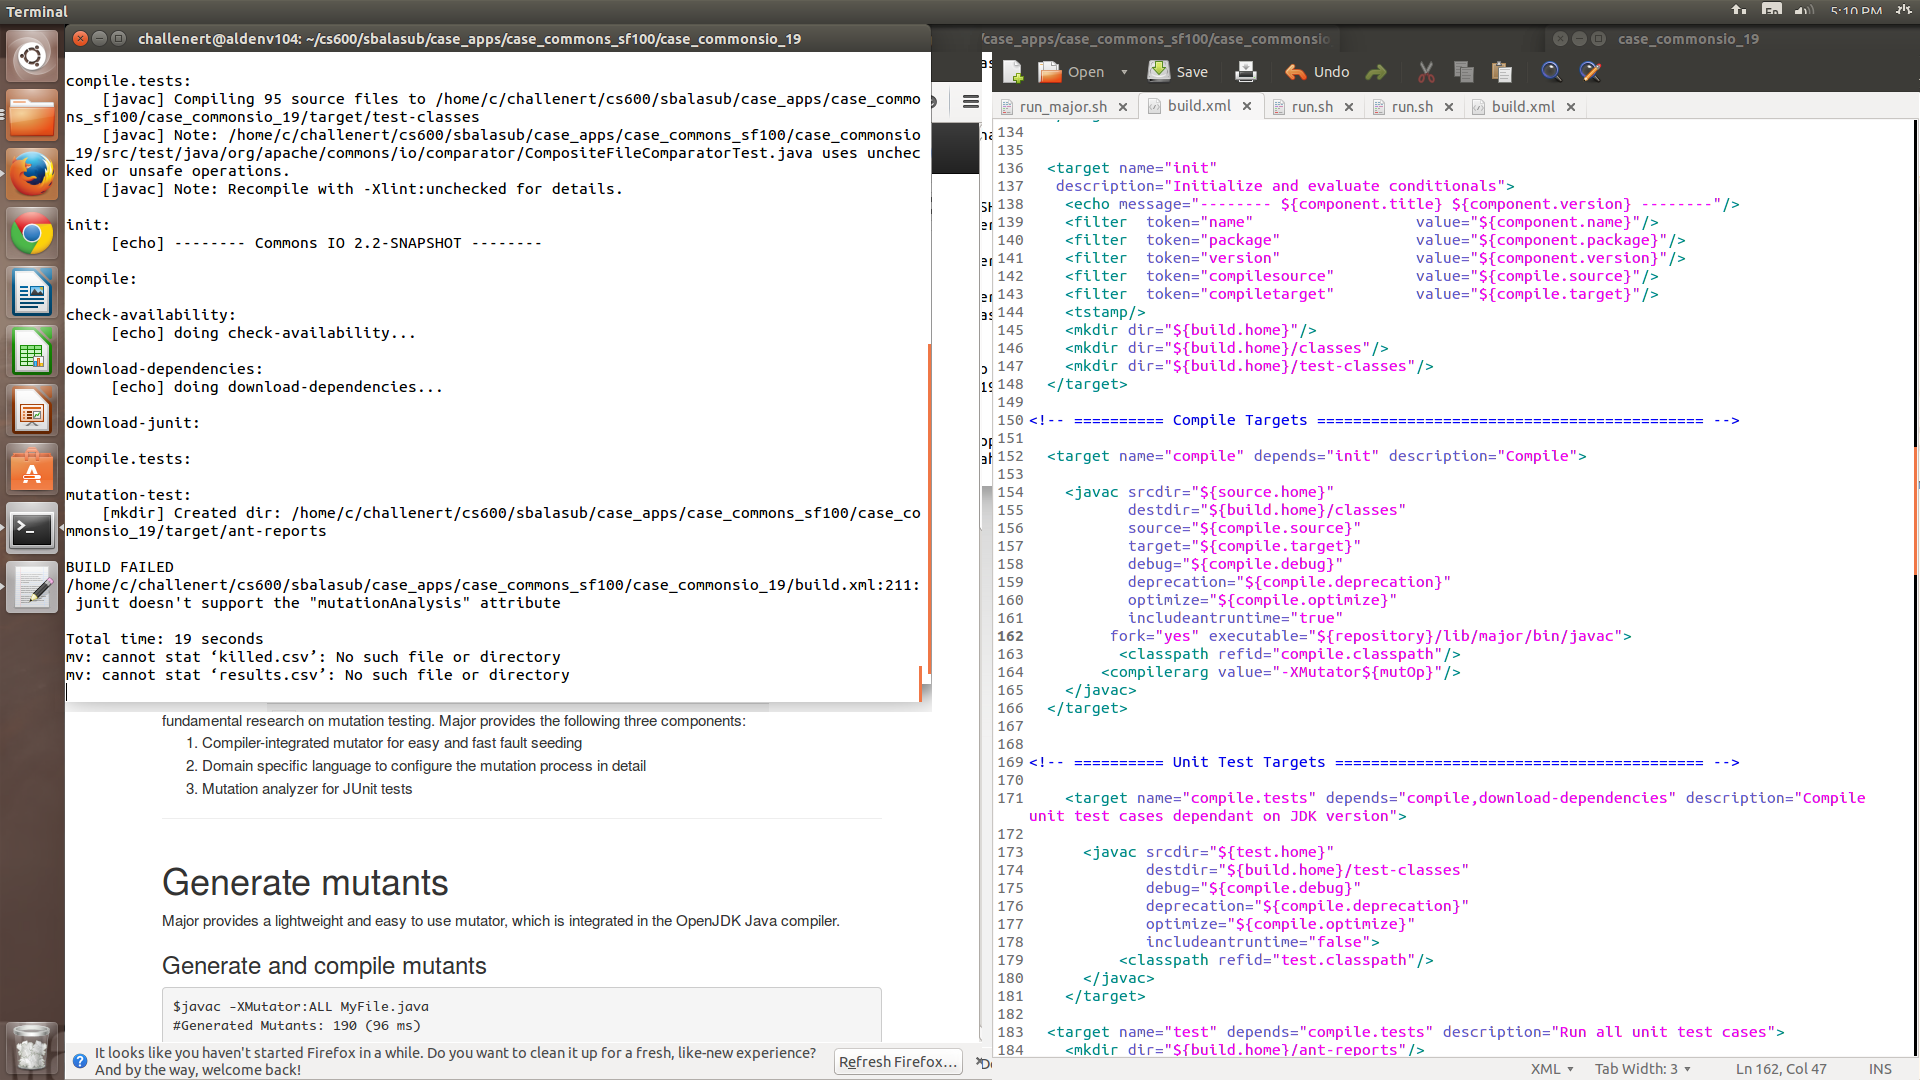 Terminal
En
5:10 PM
challenert@aldenv104: ~/cs600/sbalasub/case_apps/case_commons_sf100/case_commonsio_19
compile.tests:
[javac] Compiling 95 source files to /home/c/challenert/cs600/sbalasub/case_apps/case_commo
ns_sf100/case_commonsio_19/target/test-classes
[javac] Note: /home/c/challenert/cs600/sbalasub/case_apps/case_commons_sf100/case_commonsio
_19/src/test/java/org/apache/commons/io/comparator/CompositeFileComparatorTest.java uses unchec
ked or unsafe operations.
[javac] Note: Recompile with -Xlint:unchecked for details.
init:
[echo] -------- Commons IO 2.2-SNAPSHOT --------
compile:
check-availability:
[echo] doing check-availability...
download-dependencies:
[echo] doing download-dependencies...
download-junit:
compile.tests:
mutation-test:
[mkdir] Created dir: /home/c/challenert/cs600/sbalasub/case_apps/case_commons_sf100/case_co
mmonsio_19/target/ant-reports
BUILD FAILED
/home/c/challenert/cs600/sbalasub/case_apps/case_commons_sf100/case_commonsio_19/build.xml:211:
junit doesn't support the "mutationAnalysis" attribute
Total time: 19 seconds
mv: cannot stat ‘killed.csv’: No such file or directory
mv: cannot stat ‘results.csv’: No such file or directory
fundamental research on mutation testing. Major provides the following three components:
1. Compiler-integrated mutator for easy and fast fault seeding
2. Domain specific language to configure the mutation process in detail
3. Mutation analyzer for JUnit tests
Generate mutants
Major provides a lightweight and easy to use mutator, which is integrated in the OpenJDK Java compiler.
Generate and compile mutants
$javac -XMutator:ALL MyFile.java
#Generated Mutants: 190 (96 ms)
It looks like you haven't started Firefox in a while. Do you want to clean it up for a fresh, like-new experience?
And by the way, welcome back!
Refresh Firefox…
/case_apps/case_commons_sf100/case_commonsio
case_commonsio_19
Open Save Undo
run_major.sh build.xml run.sh run.sh build.xml
134
135
136 <target name="init"
137 description="Initialize and evaluate conditionals">
138 <echo message="-------- ${component.title} ${component.version} --------"/>
139 <filter token="name" value="${component.name}"/>
140 <filter token="package" value="${component.package}"/>
141 <filter token="version" value="${component.version}"/>
142 <filter token="compilesource" value="${compile.source}"/>
143 <filter token="compiletarget" value="${compile.target}"/>
144 <tstamp/>
145 <mkdir dir="${build.home}"/>
146 <mkdir dir="${build.home}/classes"/>
147 <mkdir dir="${build.home}/test-classes"/>
148 </target>
149
150 <!-- ========== Compile Targets =========================================== -->
151
152 <target name="compile" depends="init" description="Compile">
153
154 <javac srcdir="${source.home}"
155 destdir="${build.home}/classes"
156 source="${compile.source}"
157 target="${compile.target}"
158 debug="${compile.debug}"
159 deprecation="${compile.deprecation}"
160 optimize="${compile.optimize}"
161 includeantruntime="true"
162 fork="yes" executable="${repository}/lib/major/bin/javac">
163 <classpath refid="compile.classpath"/>
164 <compilerarg value="-XMutator${mutOp}"/>
165 </javac>
166 </target>
167
168
169 <!-- ========== Unit Test Targets ========================================= -->
170
171 <target name="compile.tests" depends="compile,download-dependencies" description="Compile
unit test cases dependant on JDK version">
172
173 <javac srcdir="${test.home}"
174 destdir="${build.home}/test-classes"
175 debug="${compile.debug}"
176 deprecation="${compile.deprecation}"
177 optimize="${compile.optimize}"
178 includeantruntime="false">
179 <classpath refid="test.classpath"/>
180 </javac>
181 </target>
182
183 <target name="test" depends="compile.tests" description="Run all unit test cases">
184 <mkdir dir="${build.home}/ant-reports"/>
XML Tab Width: 3 Ln 162, Col 47 INS